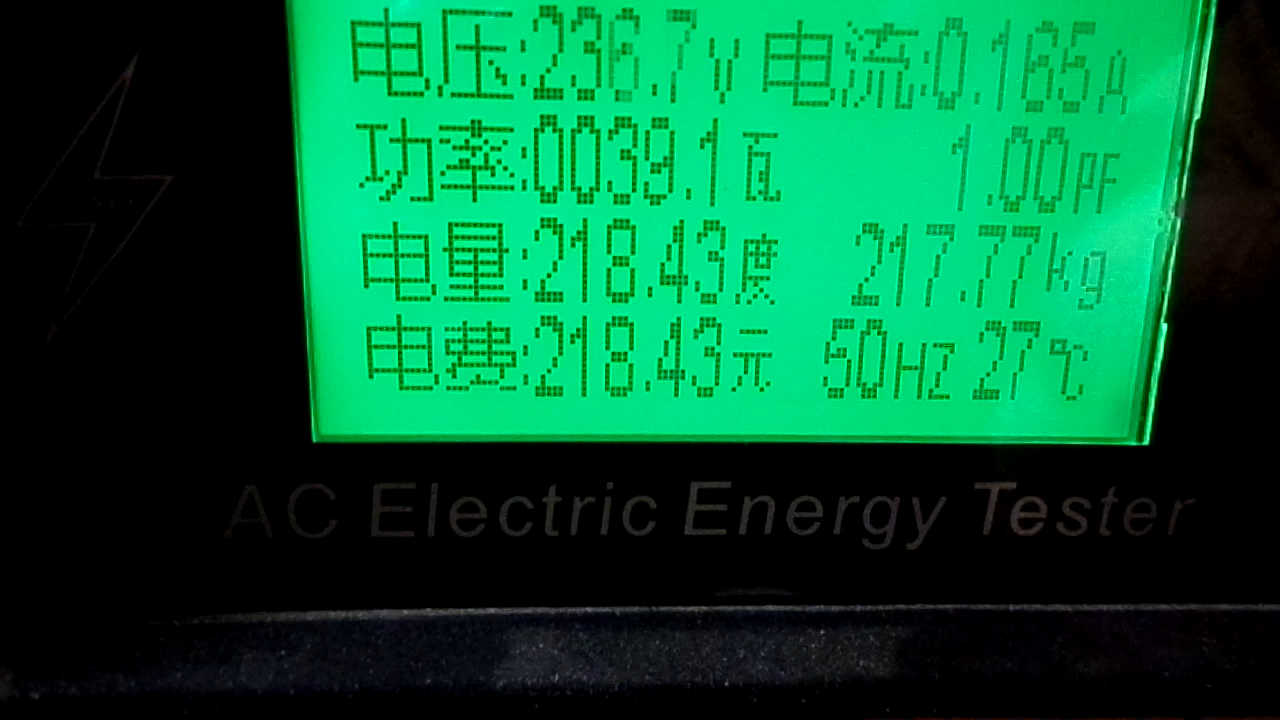 电压:236.7V 电流:0.165A
功率:0039.1瓦 1.00PF
电量:218.43度 217.77kg
电费:218.43元 50Hz 27℃
AC Electric Energy Tester